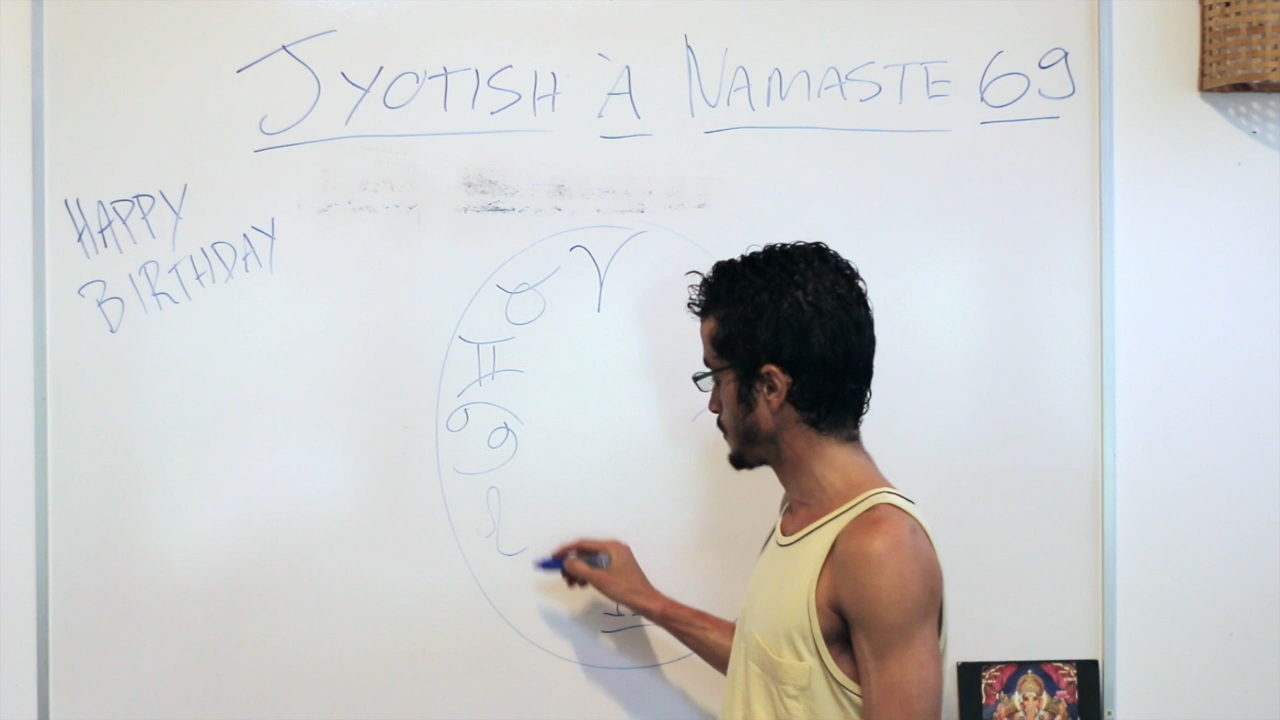 JYOTISH À NAMASTE 69
HAPPY
BIRTHDAY
♈
♉
♊
♋
♌